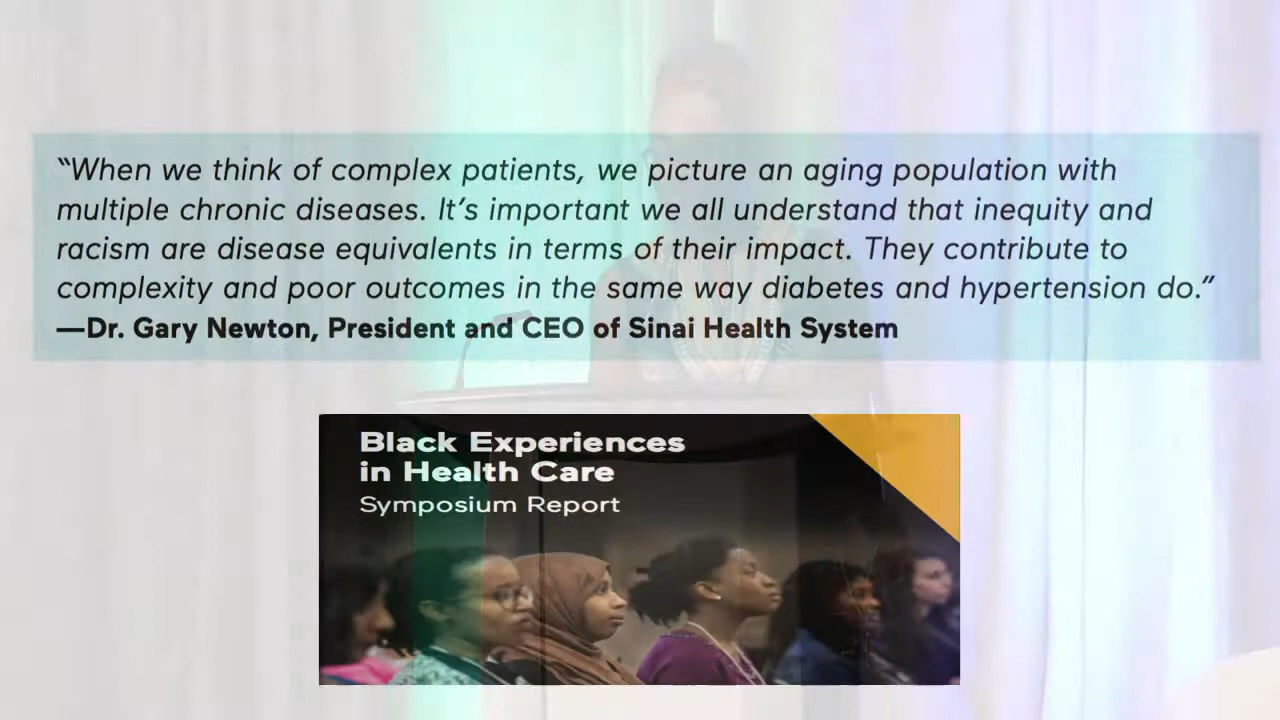 “When we think of complex patients, we picture an aging population with
multiple chronic diseases. It’s important we all understand that inequity and
racism are disease equivalents in terms of their impact. They contribute to
complexity and poor outcomes in the same way diabetes and hypertension do.”
—Dr. Gary Newton, President and CEO of Sinai Health System
Black Experiences
in Health Care
Symposium Report